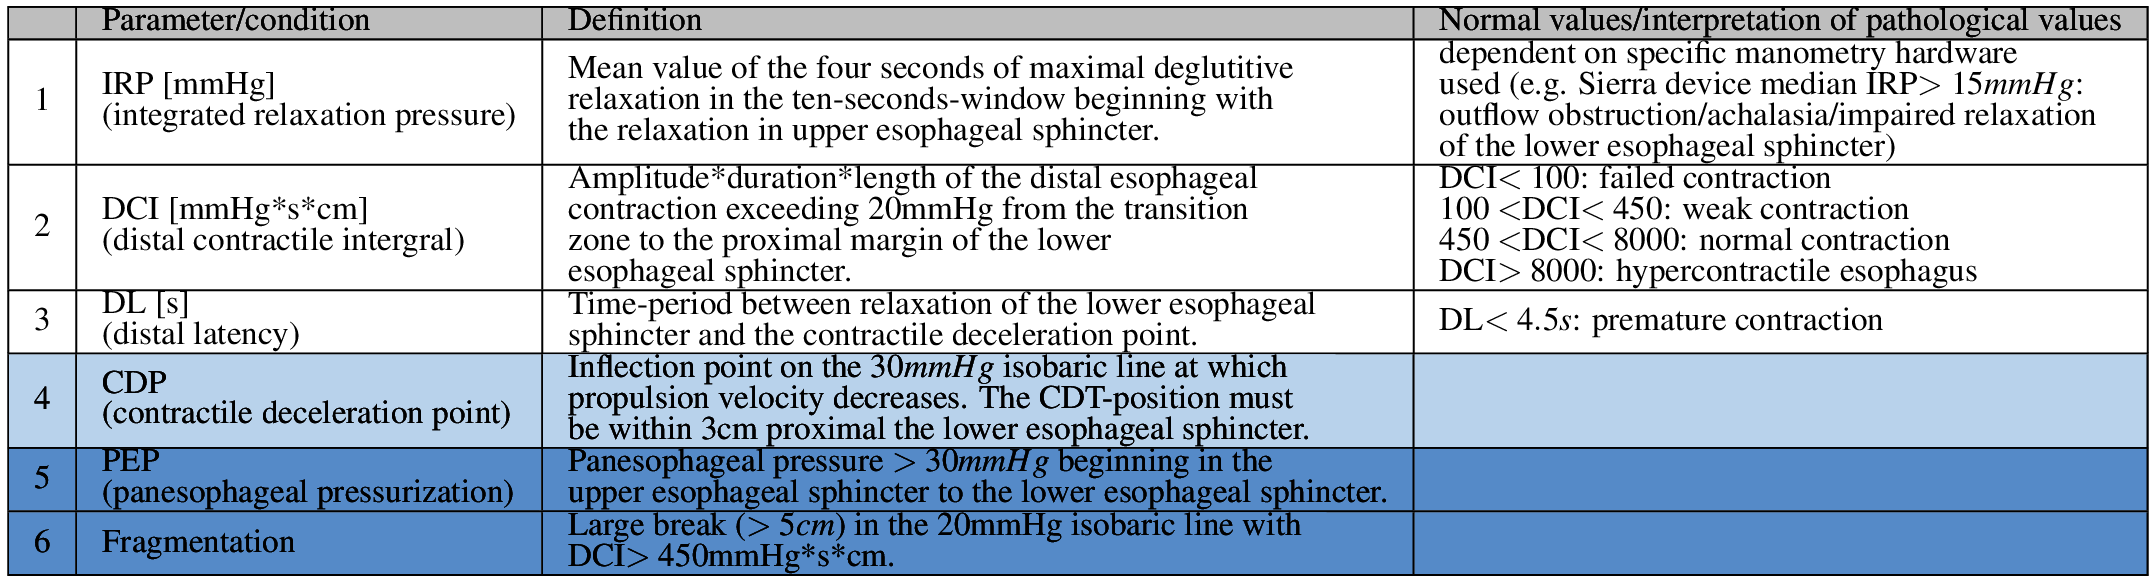 Parameter/condition Definition Normal values/interpretation of pathological values
1
IRP [mmHg]
(integrated relaxation pressure)
Mean value of the four seconds of maximal deglutitive
relaxation in the ten-seconds-window beginning with
the relaxation in upper esophageal sphincter.
dependent on specific manometry hardware
used (e.g. Sierra device median IRP> 15mmHg:
outflow obstruction/achalasia/impaired relaxation
of the lower esophageal sphincter)
2
DCI [mmHg*s*cm]
(distal contractile intergral)
Amplitude*duration*length of the distal esophageal
contraction exceeding 20mmHg from the transition
zone to the proximal margin of the lower
esophageal sphincter.
DCI< 100: failed contraction
100 <DCI< 450: weak contraction
450 <DCI< 8000: normal contraction
DCI> 8000: hypercontractile esophagus
3
DL [s]
(distal latency)
Time-period between relaxation of the lower esophageal
sphincter and the contractile deceleration point.
DL< 4.5s: premature contraction
4
CDP
(contractile deceleration point)
Inflection point on the 30mmHg isobaric line at which
propulsion velocity decreases. The CDT-position must
be within 3cm proximal the lower esophageal sphincter.
5
PEP
(panesophageal pressurization)
Panesophageal pressure > 30mmHg beginning in the
upper esophageal sphincter to the lower esophageal sphincter.
6
Fragmentation
Large break (> 5cm) in the 20mmHg isobaric line with
DCI> 450mmHg*s*cm.